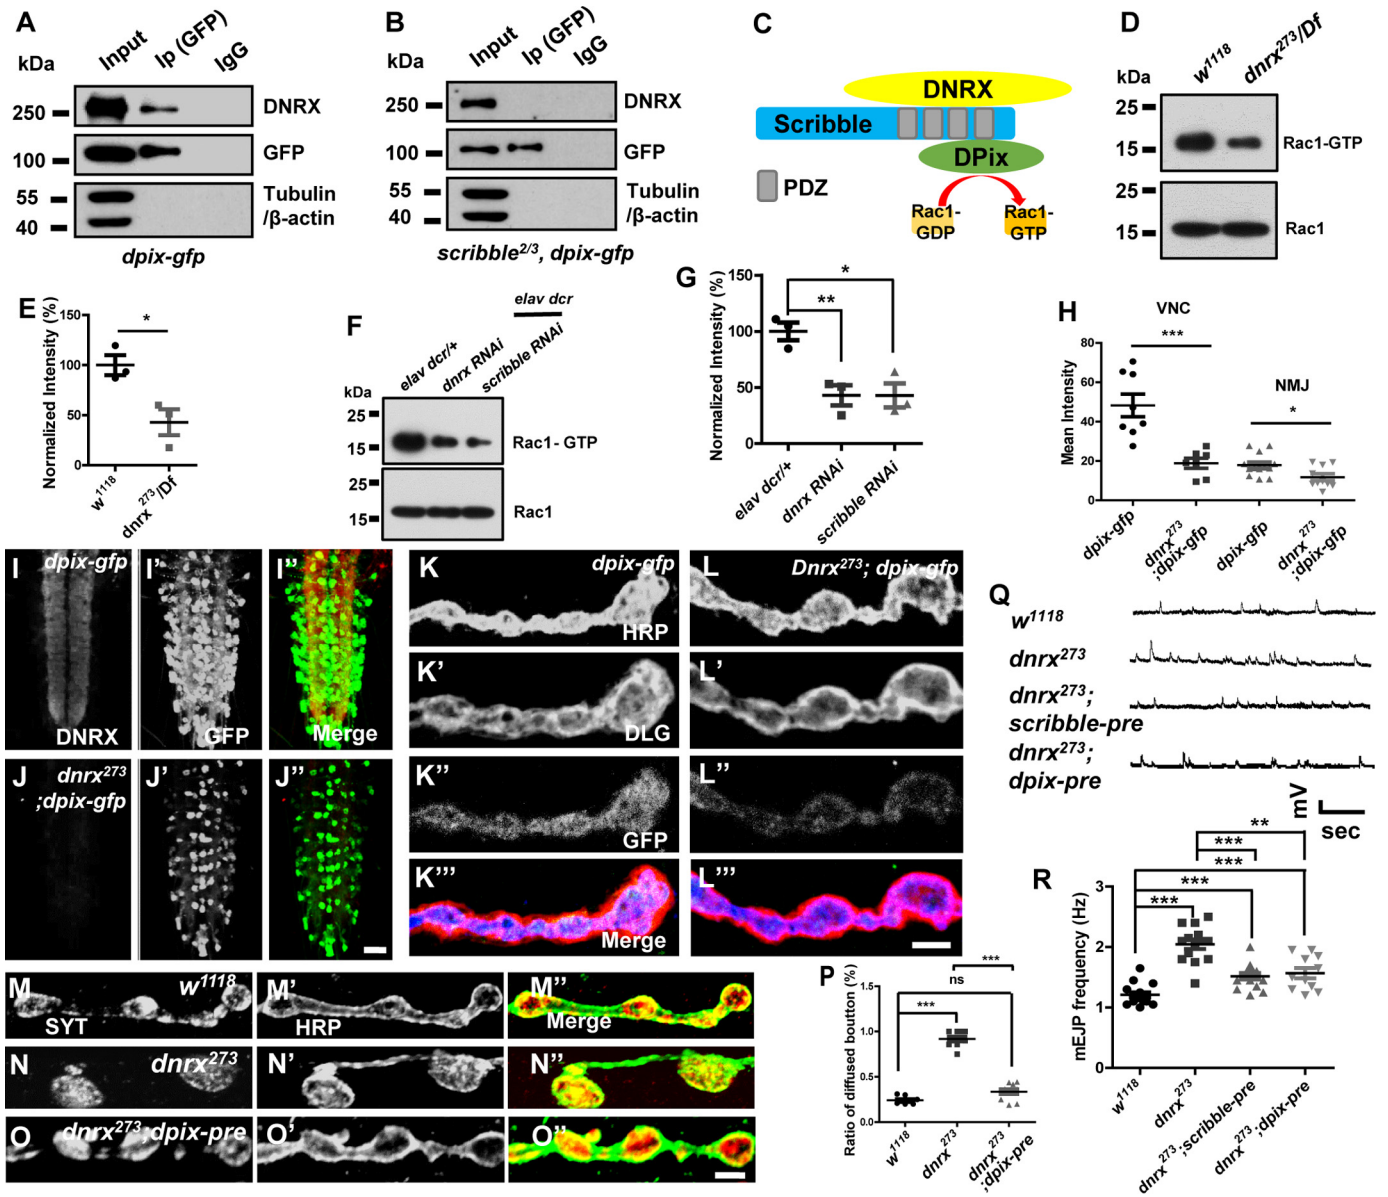 A
kDa
Input
Ip (GFP)
IgG
250
100
55
40
DNRX
GFP
Tubulin
/β-actin
dpix-gfp
B
kDa
Input
Ip (GFP)
IgG
250
100
55
40
DNRX
GFP
Tubulin
/β-actin
scribble2/3, dpix-gfp
C
DNRX
Scribble
DPix
PDZ
Rac1-
GDP
Rac1-
GTP
D
w1118
dnrx273/Df
kDa
25
15
Rac1-GTP
25
15
Rac1
E
Normalized Intensity (%)
150
100
50
0
*
w1118
dnrx273/Df
F
elav dcr
elav dcr/+
dnrx RNAi
scribble RNAi
kDa
25
15
Rac1- GTP
25
15
Rac1
G
Normalized Intensity (%)
150
100
50
0
*
**
elav dcr/+
dnrx RNAi
scribble RNAi
H
VNC
***
NMJ
*
Mean Intensity
80
60
40
20
0
dpix-gfp
dnrx273
;dpix-gfp
dpix-gfp
dnrx273
;dpix-gfp
I
dpix-gfp
DNRX
I'
GFP
I''
Merge
J
dnrx273
;dpix-gfp
J'
J''
K
dpix-gfp
HRP
K'
DLG
K''
GFP
K'''
Merge
L
Dnrx273; dpix-gfp
L'
L''
L'''
M
w1118
SYT
M'
HRP
M''
Merge
N
dnrx273
N'
N''
O
dnrx273;dpix-pre
O'
O''
P
Ratio of diffused boutton (%)
1.5
1.0
0.5
0.0
***
ns
***
w1118
dnrx273
dnrx273
;dpix-pre
Q
w1118
dnrx273
dnrx273;
scribble-pre
dnrx273;
dpix-pre
mV
sec
R
mEJP frequency (Hz)
3
2
1
0
**
***
***
***
***
w1118
dnrx273
dnrx273;scribble-pre
dnrx273;dpix-pre